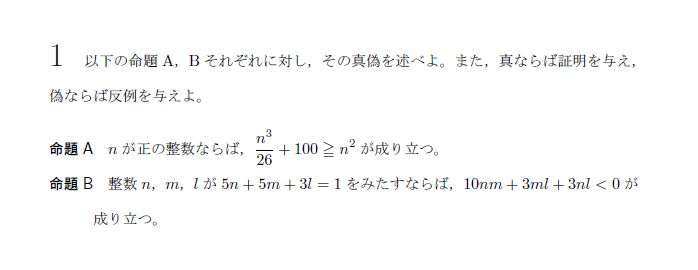 1 以下の命題 A，B それぞれに対し，その真偽を述べよ。また，真ならば証明を与え，
偽ならば反例を与えよ。
命題 A n が正の整数ならば，$\frac{n^3}{26} + 100 \geqq n^2$ が成り立つ。
命題 B 整数 n，m，l が 5n + 5m + 3l = 1 をみたすならば，10nm + 3ml + 3nl < 0 が
成り立つ。